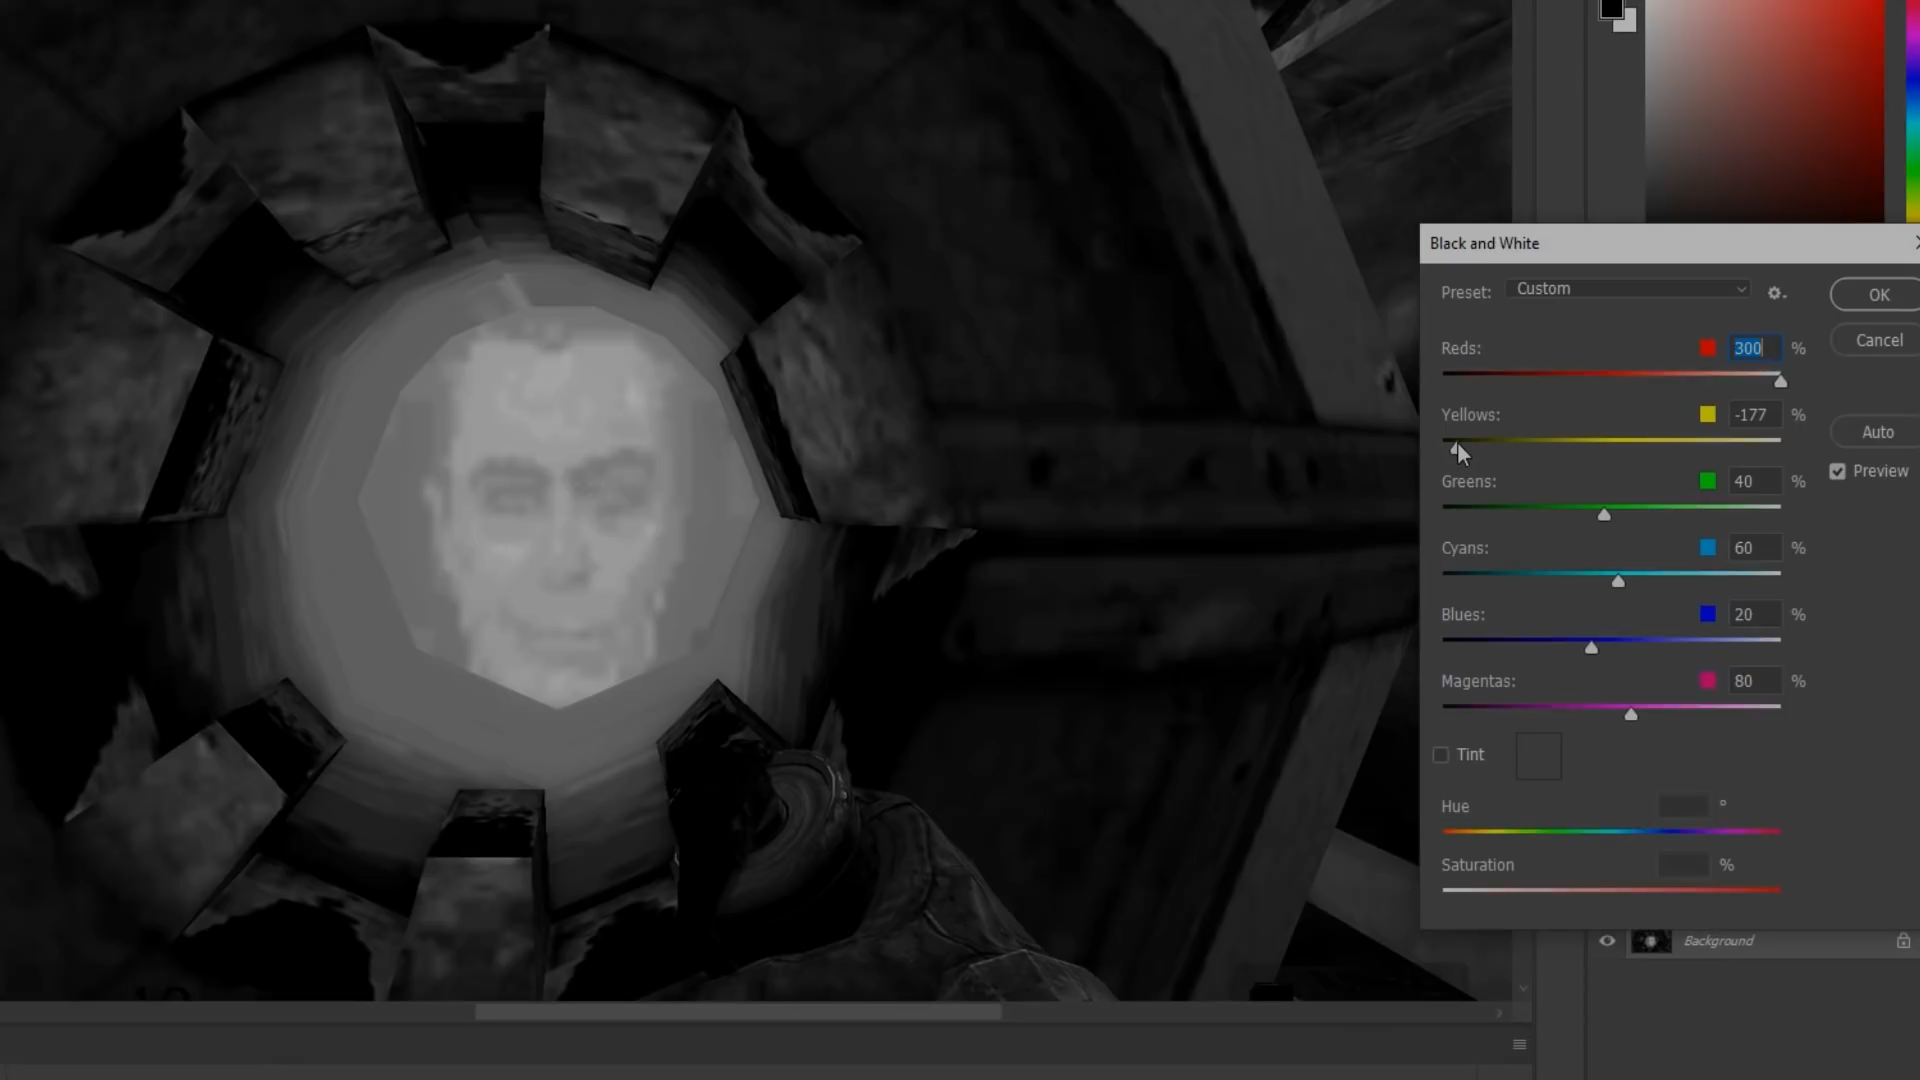 Black and White
Preset: Custom
OK
Cancel
Auto
Preview
Reds: 300 %
Yellows: -177 %
Greens: 40 %
Cyans: 60 %
Blues: 20 %
Magentas: 80 %
Tint
Hue °
Saturation %
Background